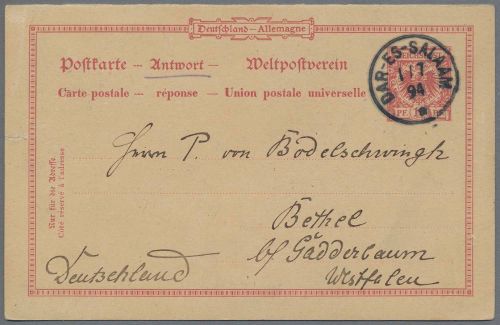 Deutschland — Allemagne
Postkarte — Antwort — Weltpostverein
Carte postale — réponse — Union postale universelle
DAR-ES-SALAAM
1 1
94
Nur für die Adresse.
Côté réservé à l'adresse
Herrn P. von Bodelschwingh
Bethel
b/ Gadderbaum
Westfalen
Deutschland